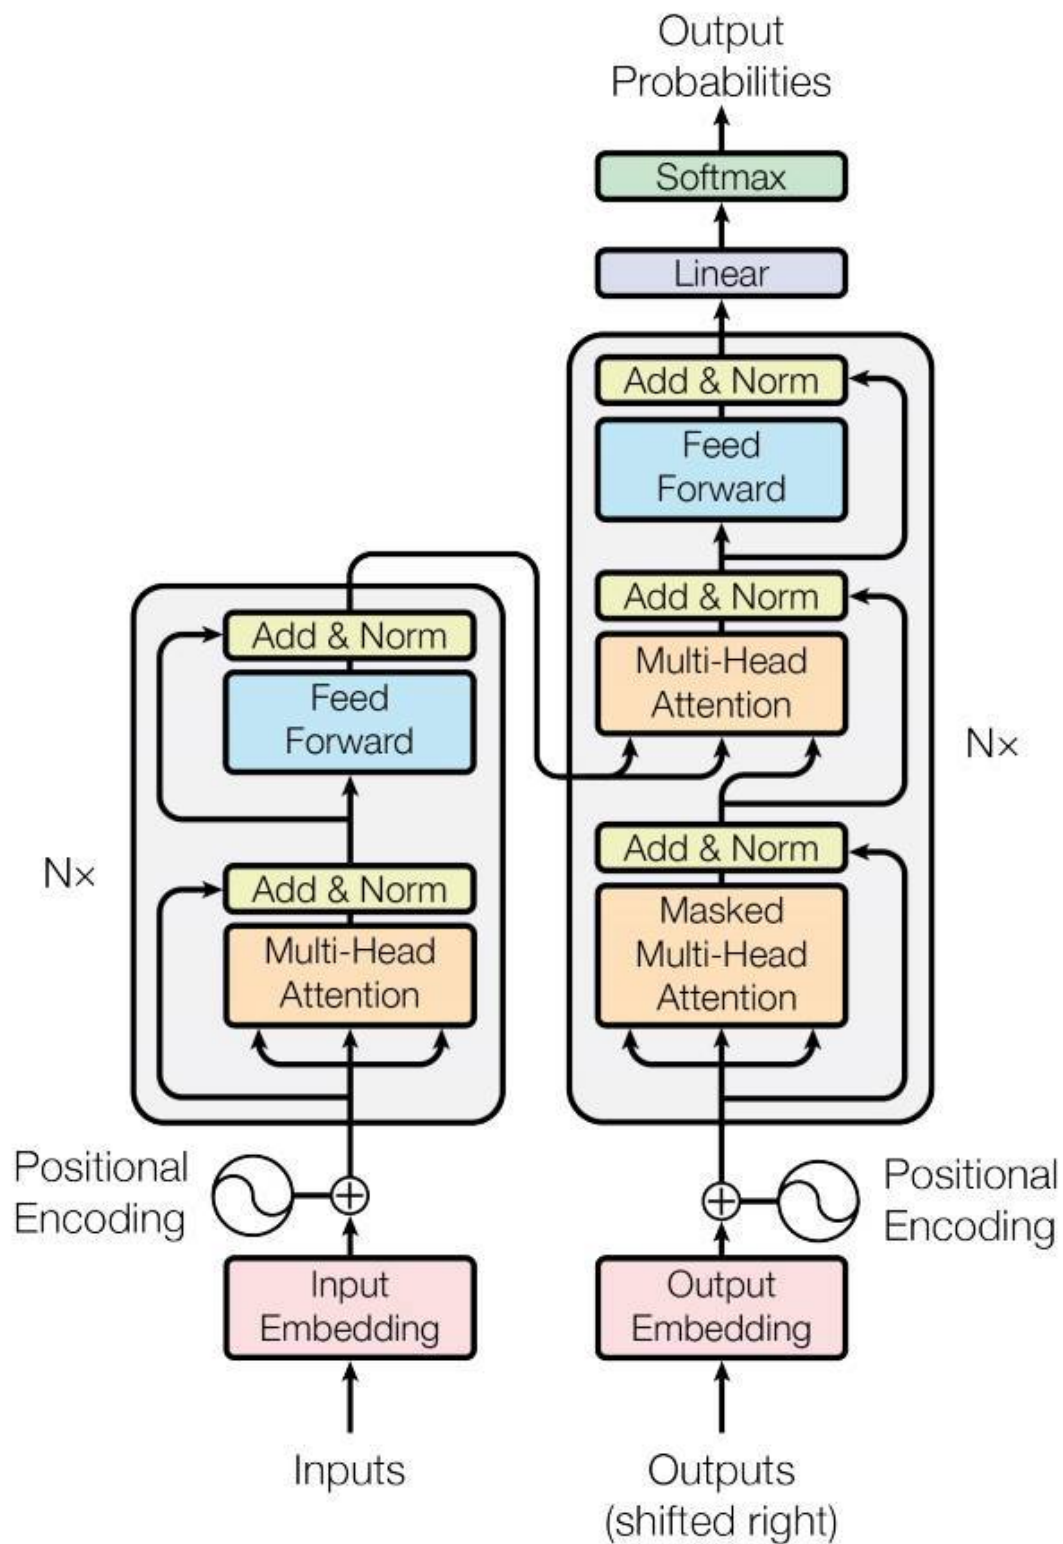 Output
Probabilities
Softmax
Linear
Add & Norm
Feed
Forward
Add & Norm
Multi-Head
Attention
Add & Norm
Masked
Multi-Head
Attention
Nx
Add & Norm
Feed
Forward
Add & Norm
Multi-Head
Attention
Nx
Positional
Encoding
Positional
Encoding
Input
Embedding
Output
Embedding
Inputs
Outputs
(shifted right)